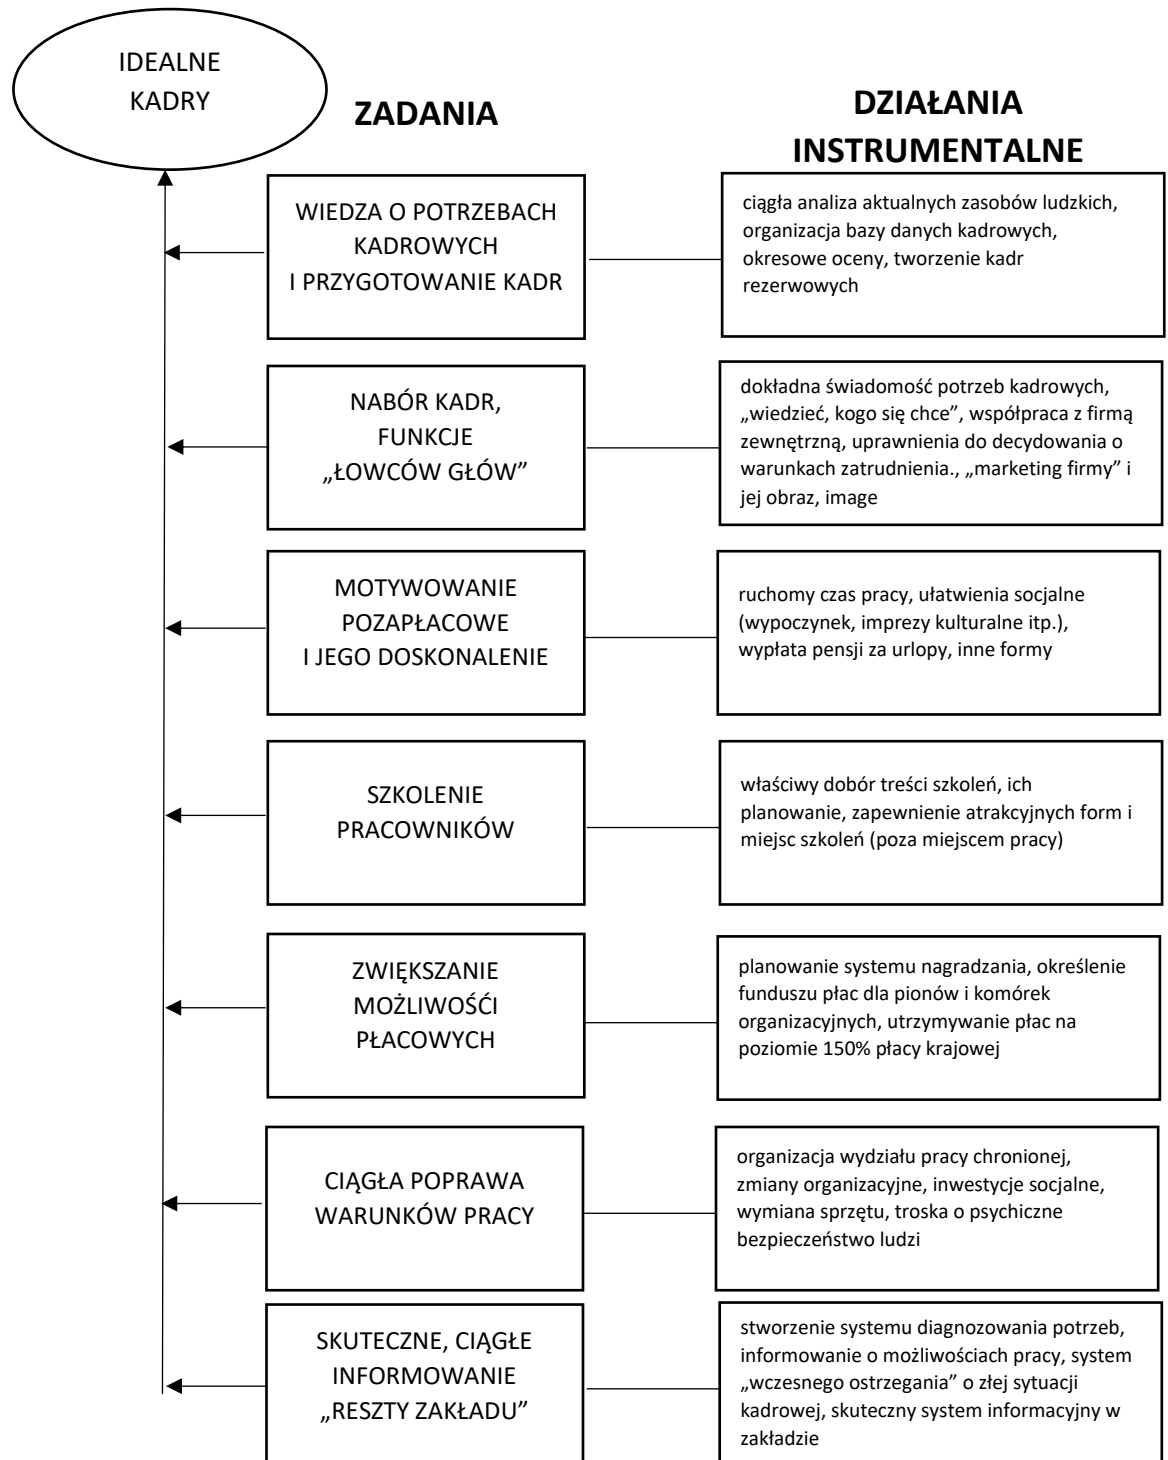 IDEALNE
KADRY
ZADANIA
DZIAŁANIA
INSTRUMENTALNE
WIEDZA O POTRZEBACH
KADROWYCH
I PRZYGOTOWANIE KADR
ciągła analiza aktualnych zasobów ludzkich,
organizacja bazy danych kadrowych,
okresowe oceny, tworzenie kadr
rezerwowych
NABÓR KADR,
FUNKCJE
„ŁOWCÓW GŁÓW”
dokładna świadomość potrzeb kadrowych,
„wiedzieć, kogo się chce”, współpraca z firmą
zewnętrzną, uprawnienia do decydowania o
warunkach zatrudnienia., „marketing firmy” i
jej obraz, image
MOTYWOWANIE
POZAPŁACOWE
I JEGO DOSKONALENIE
ruchomy czas pracy, ułatwienia socjalne
(wypoczynek, imprezy kulturalne itp.),
wypłata pensji za urlopy, inne formy
SZKOLENIE
PRACOWNIKÓW
właściwy dobór treści szkoleń, ich
planowanie, zapewnienie atrakcyjnych form i
miejsc szkoleń (poza miejscem pracy)
ZWIĘKSZANIE
MOŻLIWOŚĆI
PŁACOWYCH
planowanie systemu nagradzania, określenie
funduszu płac dla pionów i komórek
organizacyjnych, utrzymywanie płac na
poziomie 150% płacy krajowej
CIĄGŁA POPRAWA
WARUNKÓW PRACY
organizacja wydziału pracy chronionej,
zmiany organizacyjne, inwestycje socjalne,
wymiana sprzętu, troska o psychiczne
bezpieczeństwo ludzi
SKUTECZNE, CIĄGŁE
INFORMOWANIE
„RESZTY ZAKŁADU”
stworzenie systemu diagnozowania potrzeb,
informowanie o możliwościach pracy, system
„wczesnego ostrzegania” o złej sytuacji
kadrowej, skuteczny system informacyjny w
zakładzie